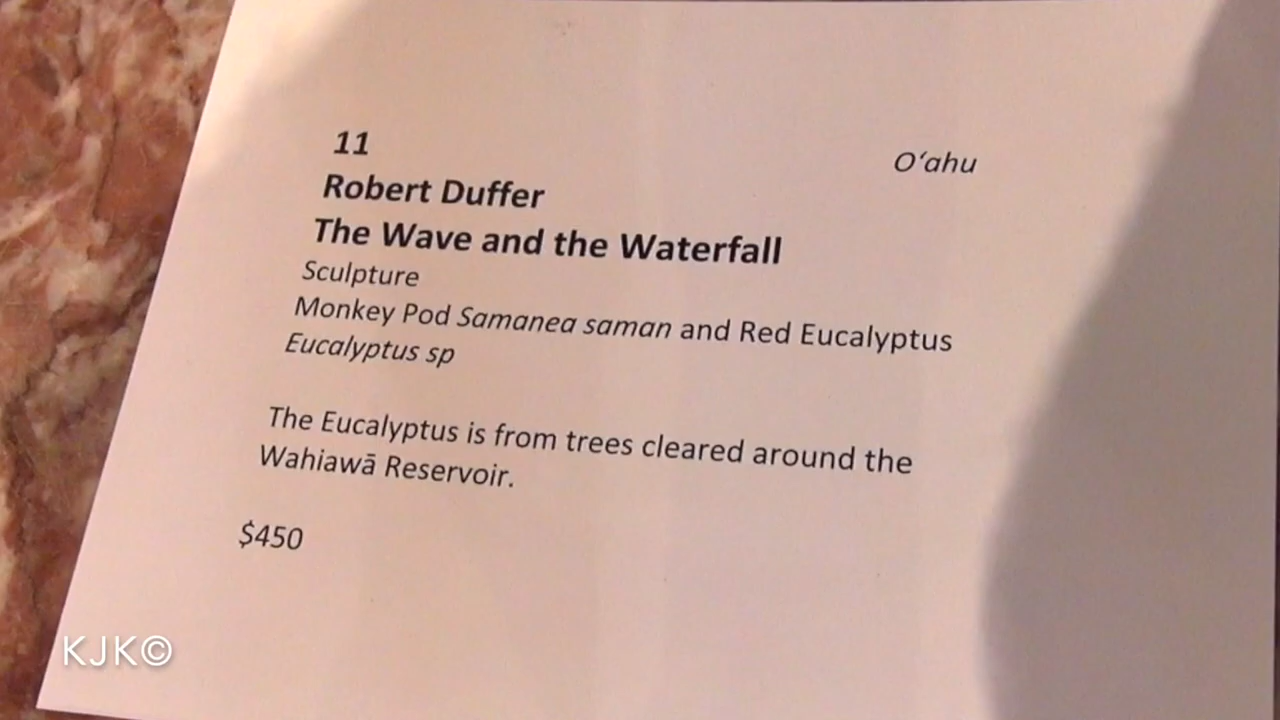 11
Oʻahu
Robert Duffer
The Wave and the Waterfall
Sculpture
Monkey Pod Samanea saman and Red Eucalyptus
Eucalyptus sp
The Eucalyptus is from trees cleared around the
Wahiawā Reservoir.
$450
KJK©